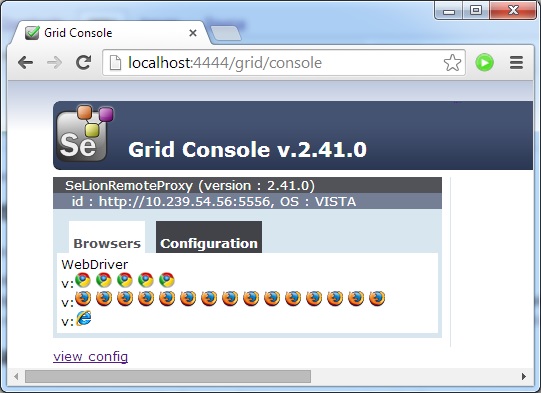 Grid Console
localhost:4444/grid/console
Se
Grid Console v.2.41.0
SeLionRemoteProxy (version : 2.41.0)
id : http://10.239.54.56:5556, OS : VISTA
Browsers Configuration
WebDriver
v:
v:
v:
view config